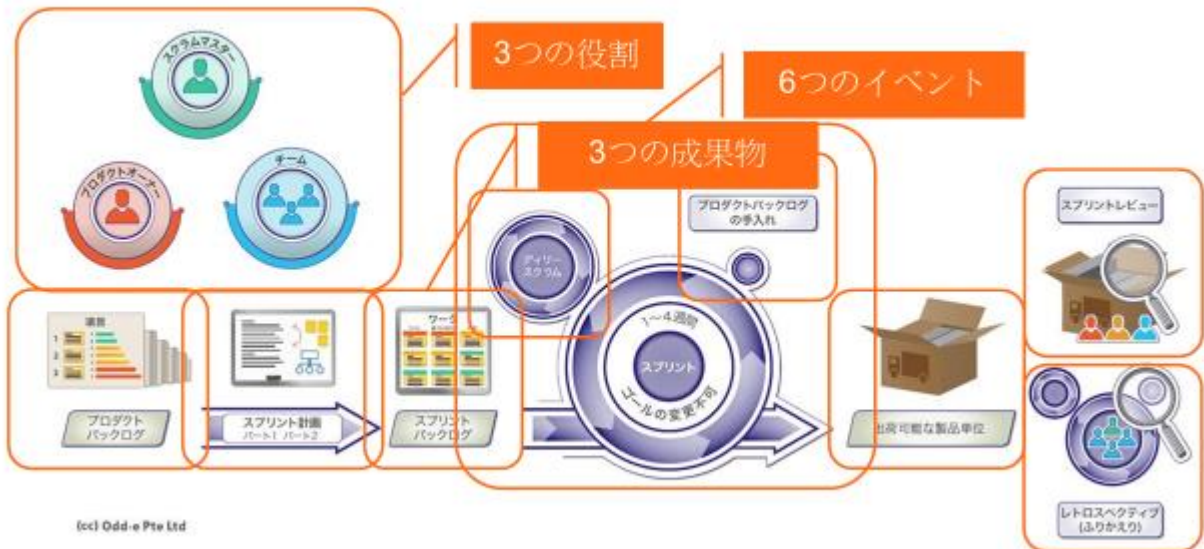 3つの役割
6つのイベント
3つの成果物
スクラムマスター
プロダクトオーナー
チーム
プロダクトバックログ
の手入れ
スプリントレビュー
デイリー
スクラム
1~4週間
スプリント
ゴールの変更不可
1
2
3
プロダクト
バックログ
スプリント計画
パート1 パート2
スプリント
バックログ
出荷可能な製品単位
レトロスペクティブ
(ふりかえり)
(cc) Odd-e Pte Ltd